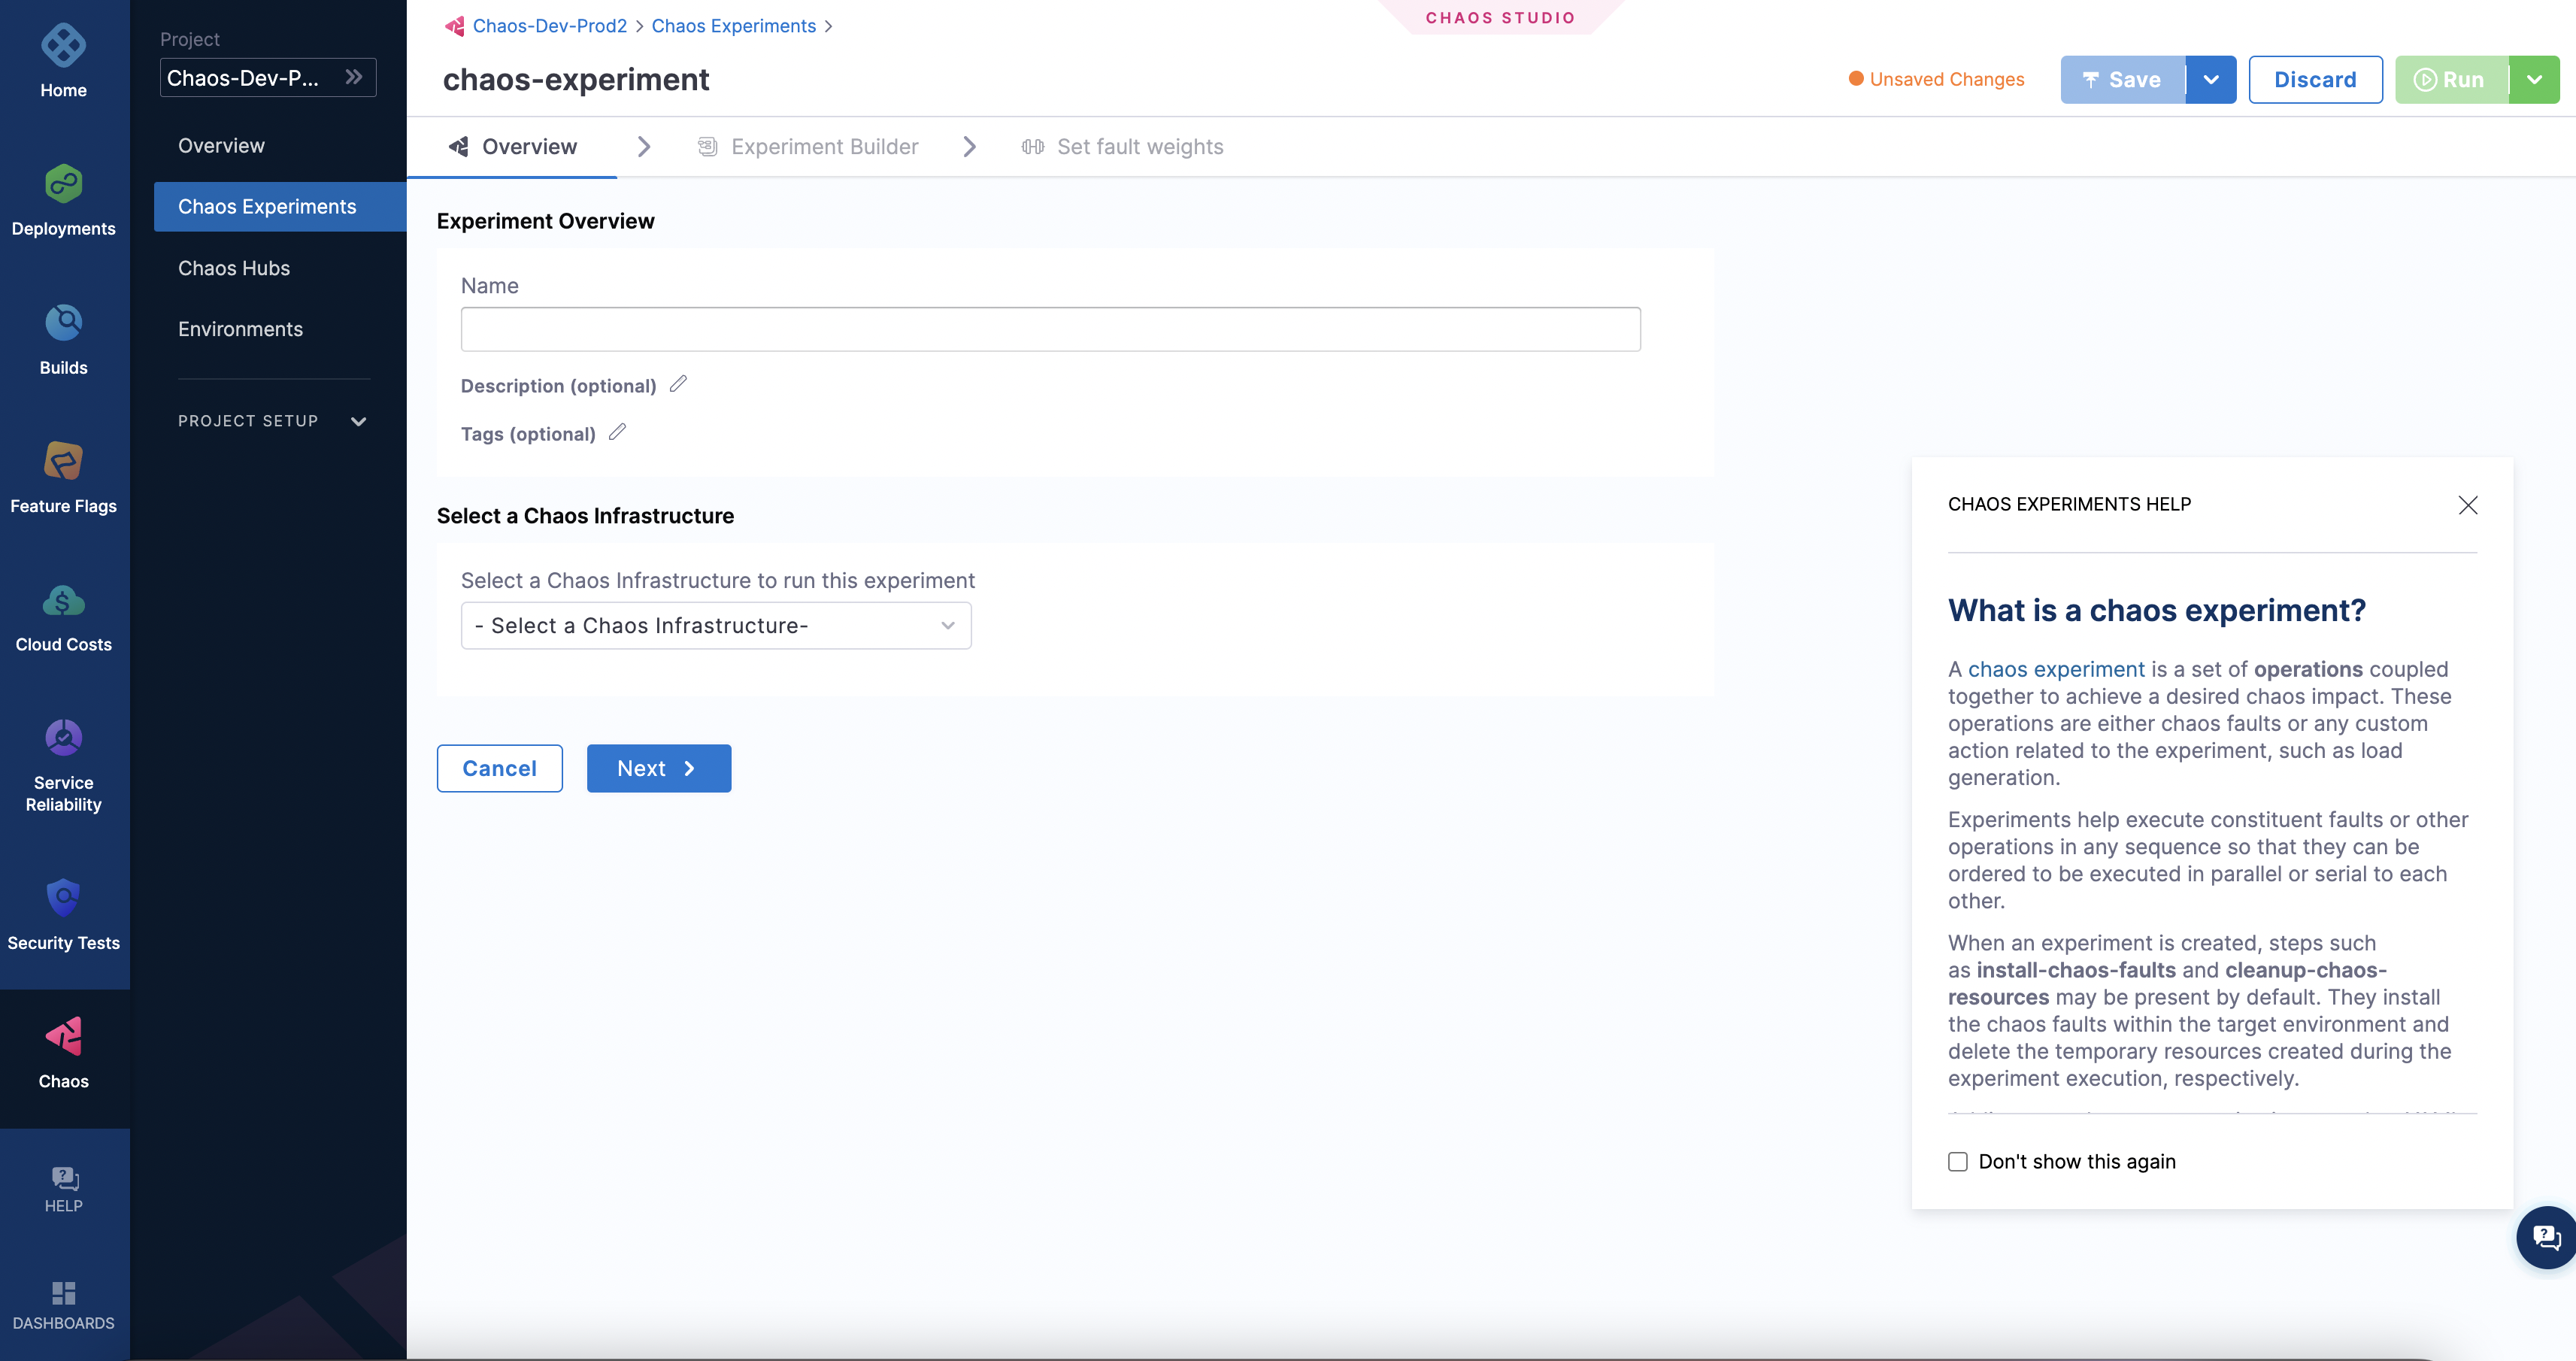 Home
Deployments
Builds
Feature Flags
Cloud Costs
Service
Reliability
Security Tests
Chaos
HELP
DASHBOARDS
Project
Chaos-Dev-P...
Overview
Chaos Experiments
Chaos Hubs
Environments
PROJECT SETUP
Chaos-Dev-Prod2 > Chaos Experiments >
CHAOS STUDIO
chaos-experiment
Unsaved Changes
Save
Discard
Run
Overview
Experiment Builder
Set fault weights
Experiment Overview
Name
Description (optional)
Tags (optional)
Select a Chaos Infrastructure
Select a Chaos Infrastructure to run this experiment
- Select a Chaos Infrastructure-
Cancel
Next
CHAOS EXPERIMENTS HELP
What is a chaos experiment?
A chaos experiment is a set of operations coupled
together to achieve a desired chaos impact. These
operations are either chaos faults or any custom
action related to the experiment, such as load
generation.
Experiments help execute constituent faults or other
operations in any sequence so that they can be
ordered to be executed in parallel or serial to each
other.
When an experiment is created, steps such
as install-chaos-faults and cleanup-chaos-
resources may be present by default. They install
the chaos faults within the target environment and
delete the temporary resources created during the
experiment execution, respectively.
Don't show this again